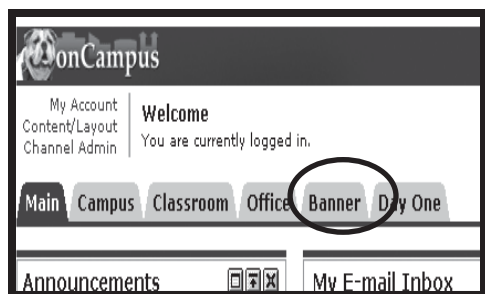 onCampus
My Account
Content/Layout
Channel Admin
Welcome
You are currently logged in.
Main Campus Classroom Office Banner Day One
Announcements My E-mail Inbox